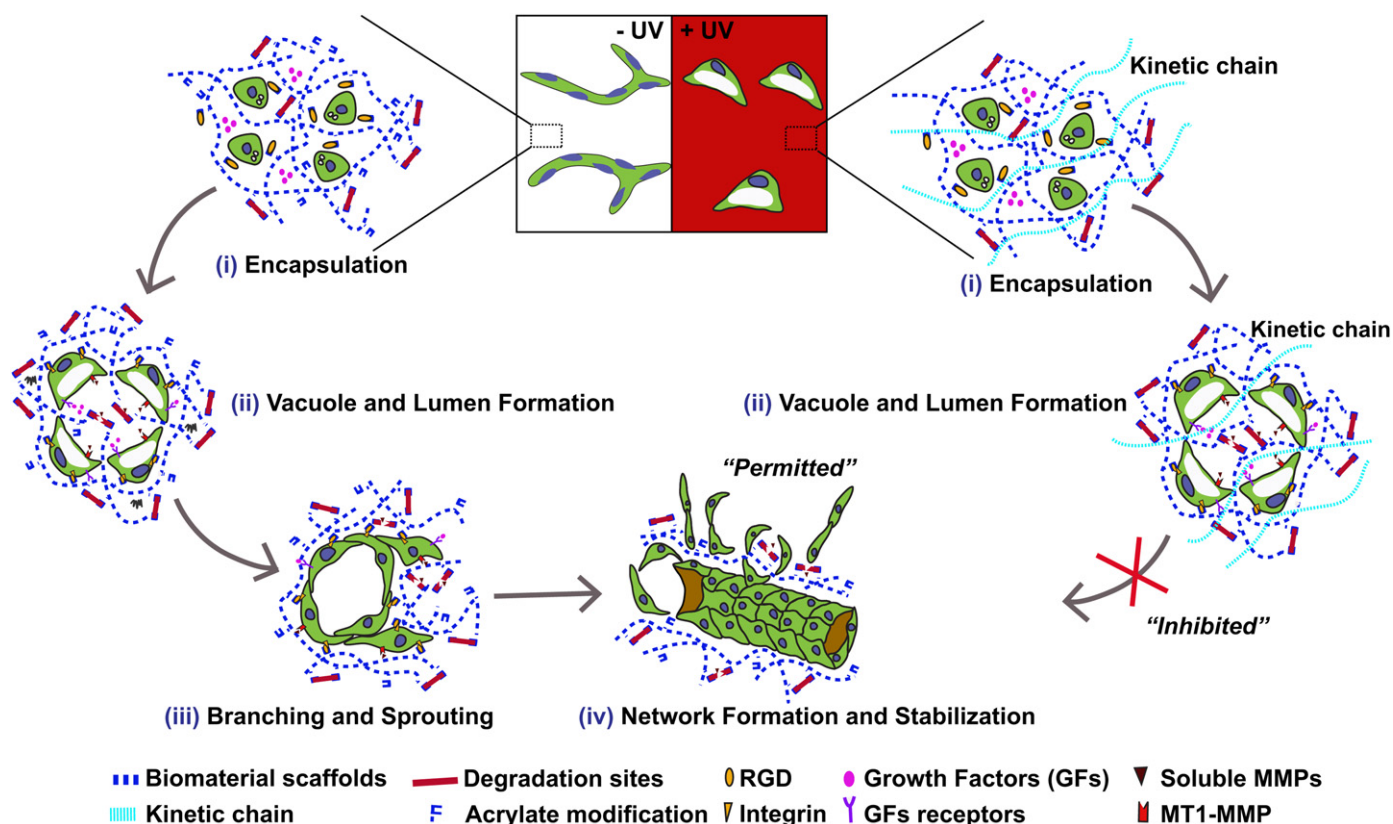 - UV
+ UV
Kinetic chain
(i) Encapsulation
(i) Encapsulation
Kinetic chain
(ii) Vacuole and Lumen Formation
(ii) Vacuole and Lumen Formation
“Permitted”
“Inhibited”
(iii) Branching and Sprouting
(iv) Network Formation and Stabilization
Biomaterial scaffolds
Degradation sites
RGD
Growth Factors (GFs)
Soluble MMPs
Kinetic chain
Acrylate modification
Integrin
GFs receptors
MT1-MMP